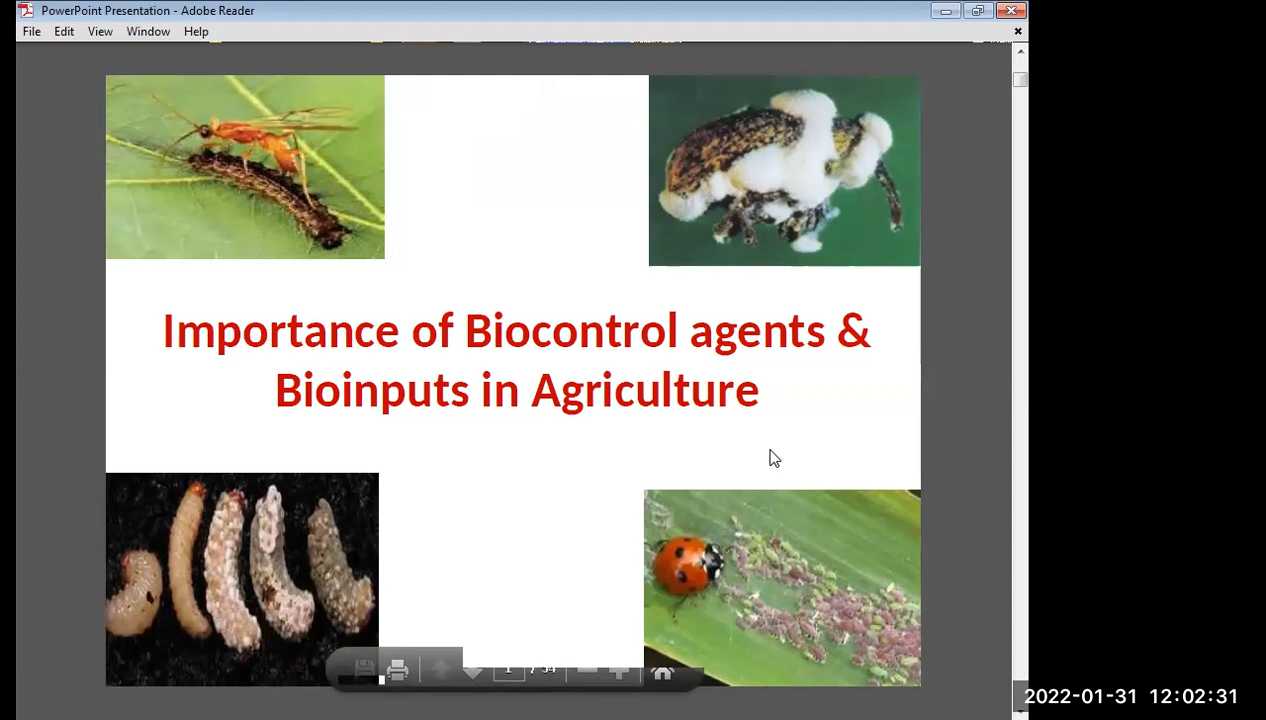 PowerPoint Presentation - Adobe Reader
File Edit View Window Help
Importance of Biocontrol agents &
Bioinputs in Agriculture
2022-01-31 12:02:31